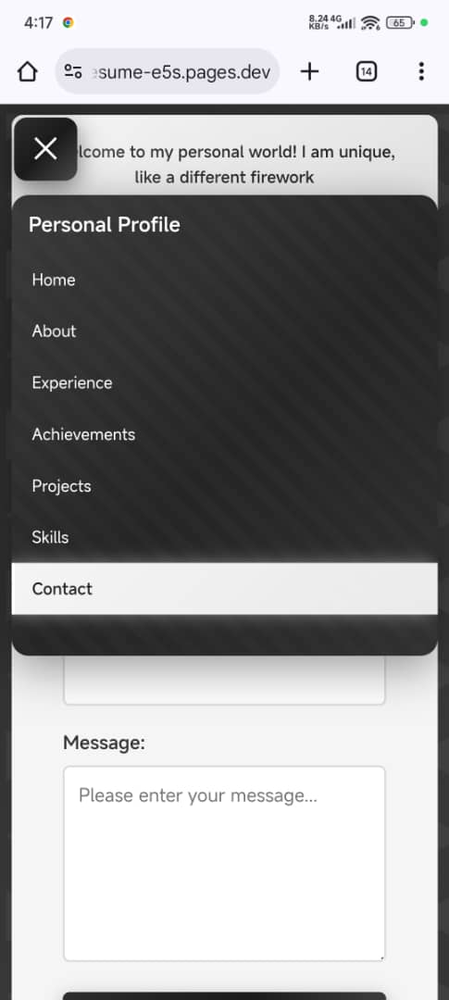 4:17
8.24 4G
KB/s
65
esume-e5s.pages.dev
14
lcome to my personal world! I am unique,
like a different firework
Personal Profile
Home
About
Experience
Achievements
Projects
Skills
Contact
Message:
Please enter your message...